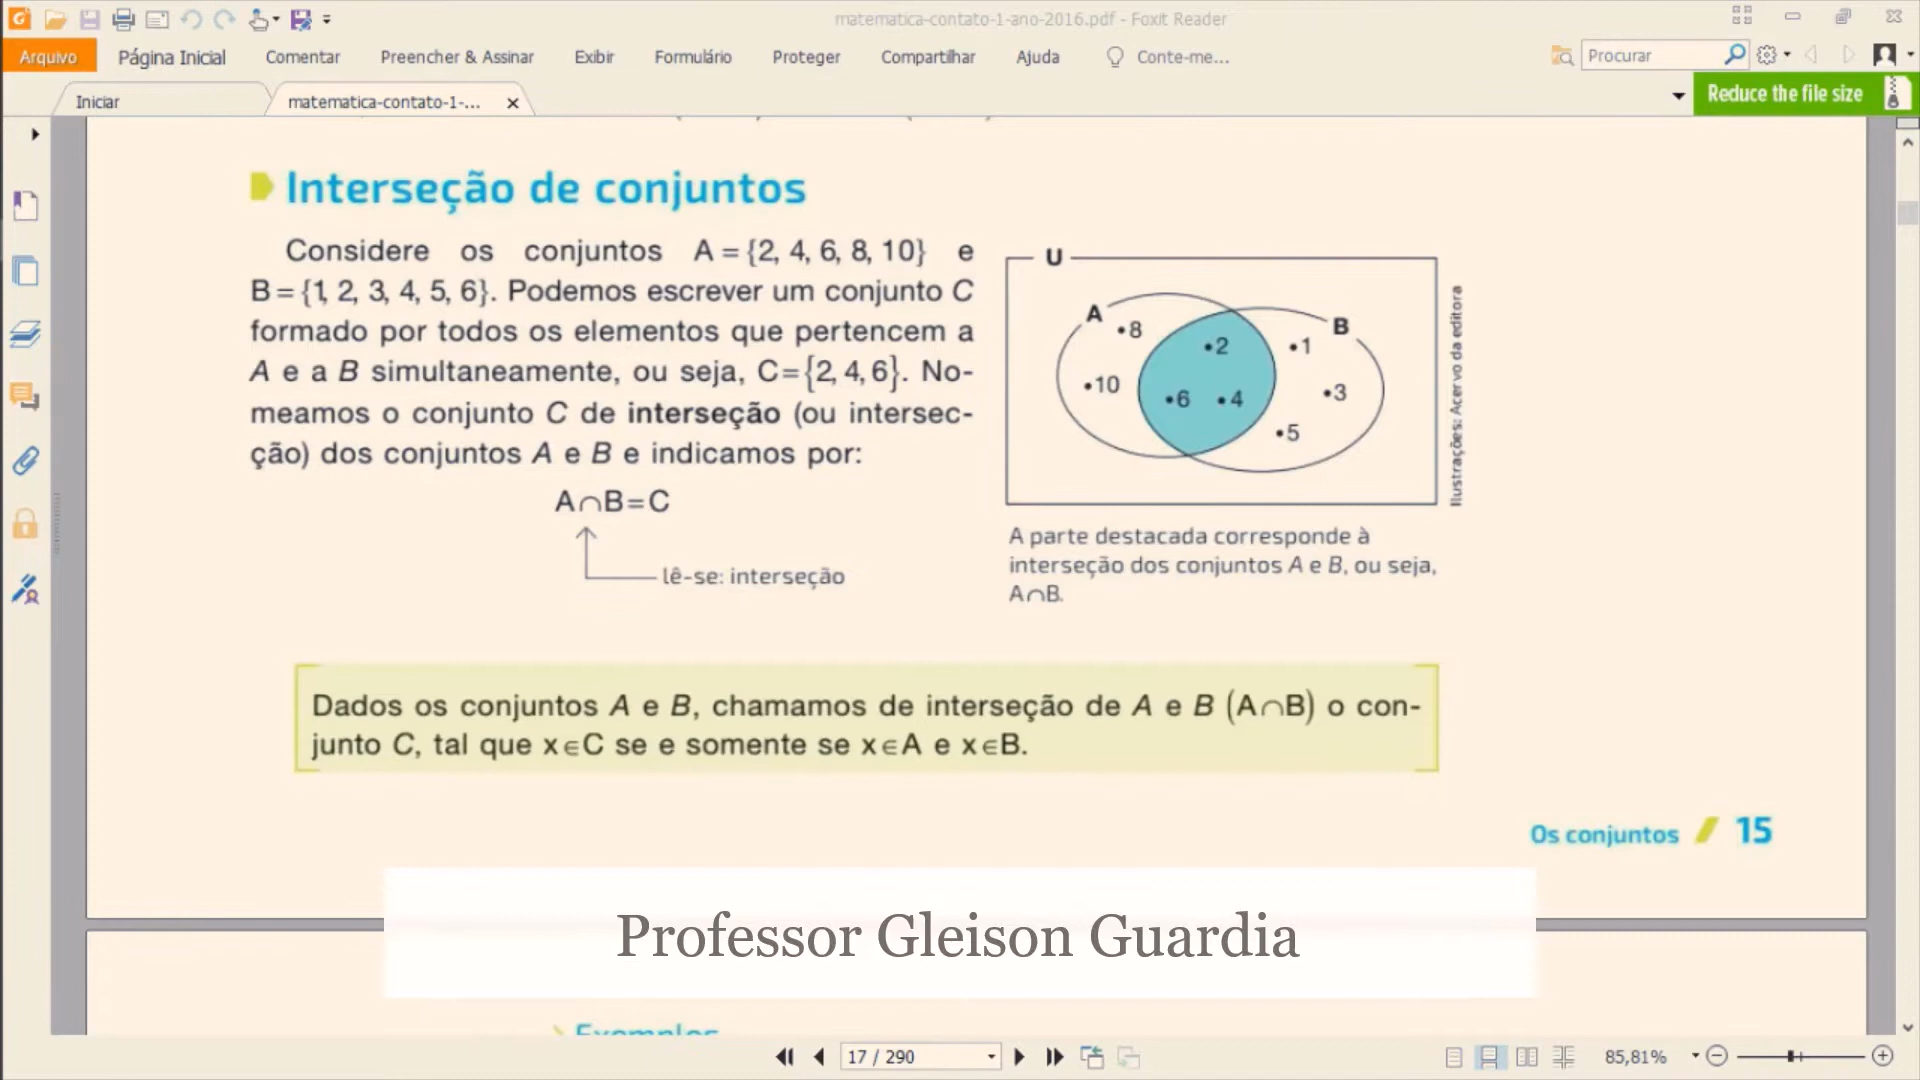 matematica-contato-1-ano-2016.pdf - Foxit Reader
Arquivo Página Inicial Comentar Preencher & Assinar Exibir Formulário Proteger Compartilhar Ajuda Conte-me... Procurar
Iniciar matematica-contato-1-... Reduce the file size
Interseção de conjuntos
Considere os conjuntos A={2, 4, 6, 8, 10} e
B={1, 2, 3, 4, 5, 6}. Podemos escrever um conjunto C
formado por todos os elementos que pertencem a
A e a B simultaneamente, ou seja, C={2, 4, 6}. No-
meamos o conjunto C de interseção (ou intersec-
ção) dos conjuntos A e B e indicamos por:
A∩B=C
lê-se: interseção
U
A
•8
•2
•1
B
•10
•6
•4
•3
•5
Ilustrações: Acervo da editora
A parte destacada corresponde à
interseção dos conjuntos A e B, ou seja,
A∩B.
Dados os conjuntos A e B, chamamos de interseção de A e B (A∩B) o con-
junto C, tal que x∈C se e somente se x∈A e x∈B.
Os conjuntos 15
Professor Gleison Guardia
Exemplos
17 / 290 85,81%